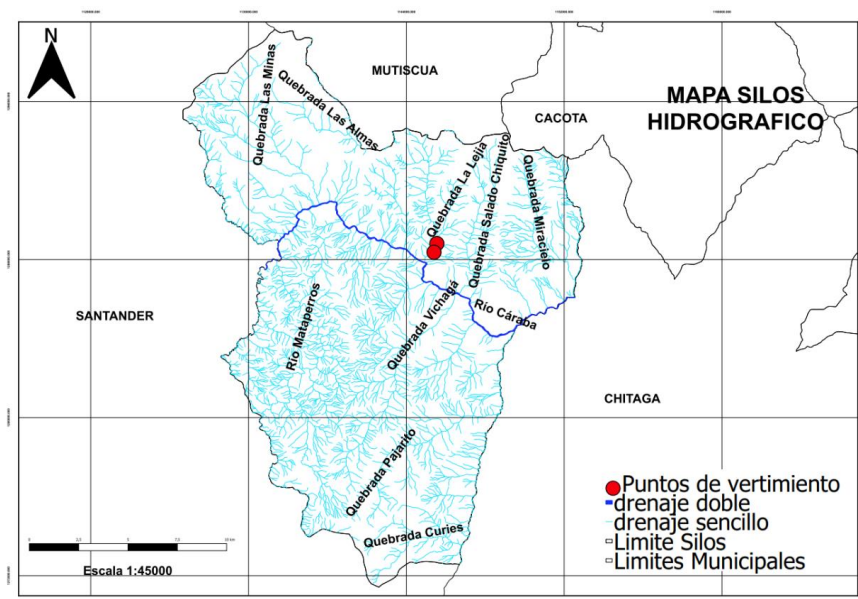 N
MUTISCUA
CACOTA
MAPA SILOS
HIDROGRAFICO
Quebrada Las Minas
Quebrada Las Almas
Quebrada La Lejía
Quebrada Salado Chiquito
Quebrada Miracielo
SANTANDER
Rio Mataperros
Quebrada Vichagá
Rio Cáraba
CHITAGA
Quebrada Pajarito
Quebrada Curies
Puntos de vertimiento
drenaje doble
drenaje sencillo
Limite Silos
Limites Municipales
Escala 1:45000